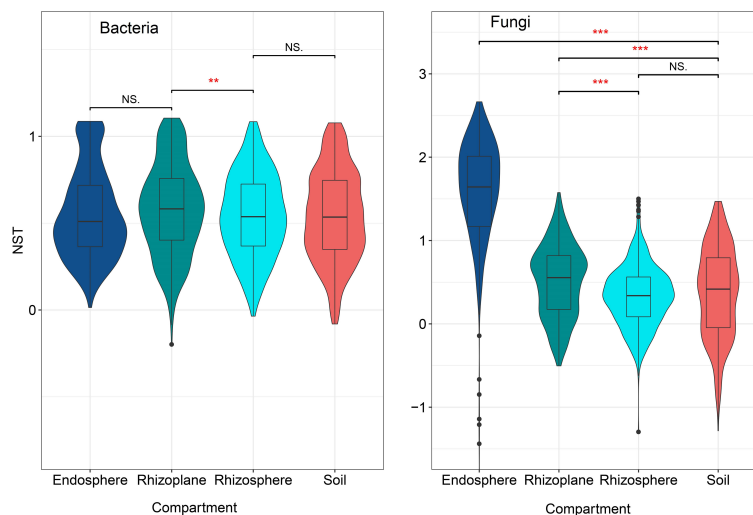 Bacteria
NS.
**
NS.
1
0
NST
Endosphere Rhizoplane Rhizosphere Soil
Compartment
Fungi
***
***
NS.
***
3
2
1
0
−1
Endosphere Rhizoplane Rhizosphere Soil
Compartment